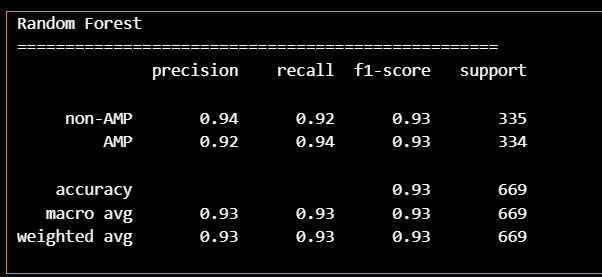 Random Forest
==================================================
precision recall f1-score support
non-AMP 0.94 0.92 0.93 335
AMP 0.92 0.94 0.93 334
accuracy 0.93 669
macro avg 0.93 0.93 0.93 669
weighted avg 0.93 0.93 0.93 669